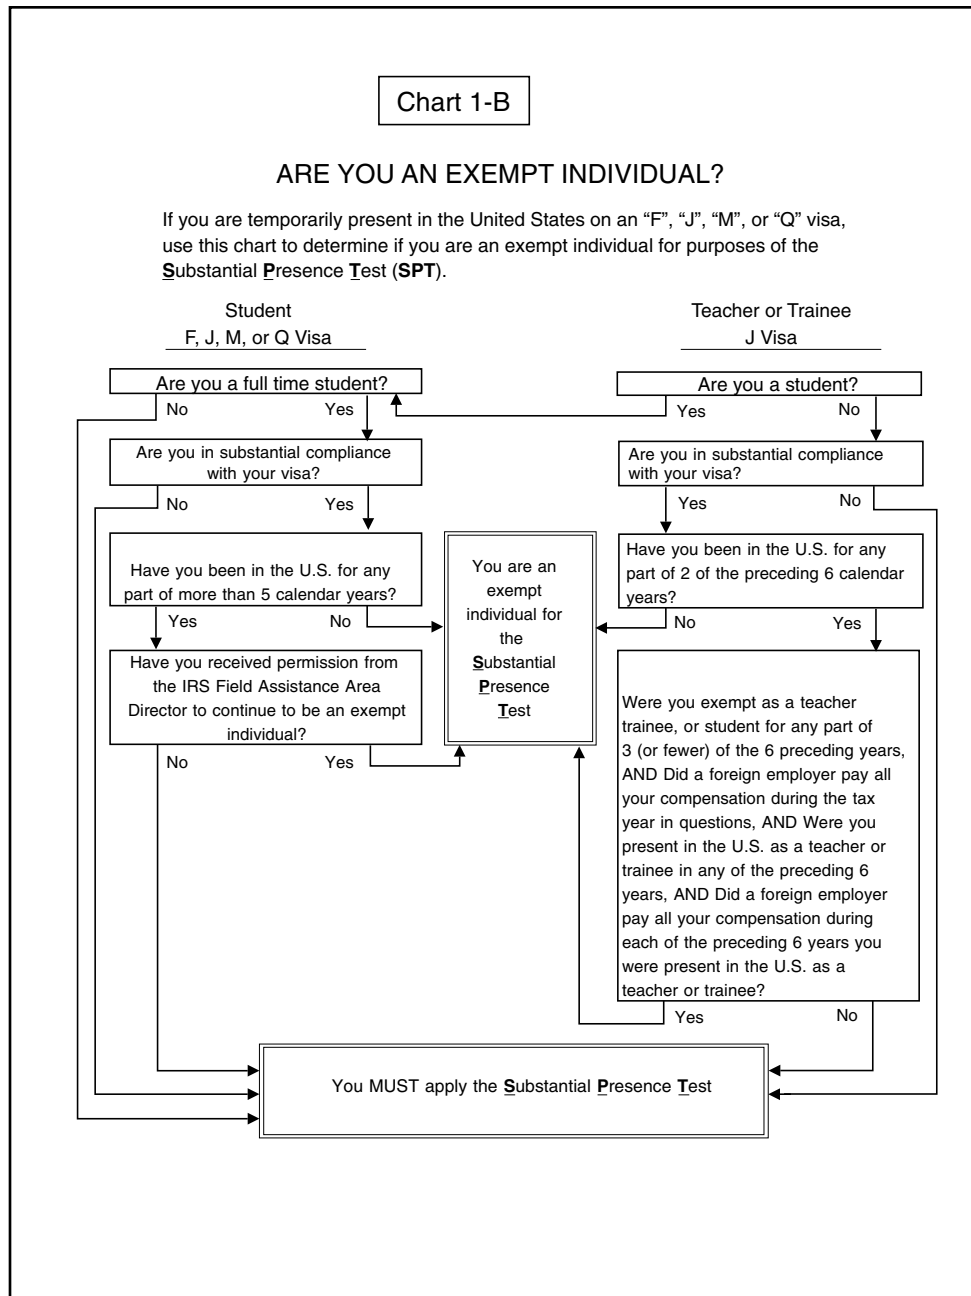 Chart 1-B
ARE YOU AN EXEMPT INDIVIDUAL?
If you are temporarily present in the United States on an “F”, “J”, “M”, or “Q” visa,
use this chart to determine if you are an exempt individual for purposes of the
Substantial Presence Test (SPT).
Student
F, J, M, or Q Visa
Teacher or Trainee
J Visa
Are you a full time student?
No
Yes
Are you a student?
Yes
No
Are you in substantial compliance
with your visa?
No
Yes
Are you in substantial compliance
with your visa?
Yes
No
Have you been in the U.S. for any
part of more than 5 calendar years?
Yes
No
You are an
exempt
individual for
the
Substantial
Presence
Test
Have you been in the U.S. for any
part of 2 of the preceding 6 calendar
years?
No
Yes
Have you received permission from
the IRS Field Assistance Area
Director to continue to be an exempt
individual?
No
Yes
Were you exempt as a teacher
trainee, or student for any part of
3 (or fewer) of the 6 preceding years,
AND Did a foreign employer pay all
your compensation during the tax
year in questions, AND Were you
present in the U.S. as a teacher or
trainee in any of the preceding 6
years, AND Did a foreign employer
pay all your compensation during
each of the preceding 6 years you
were present in the U.S. as a
teacher or trainee?
Yes
No
You MUST apply the Substantial Presence Test